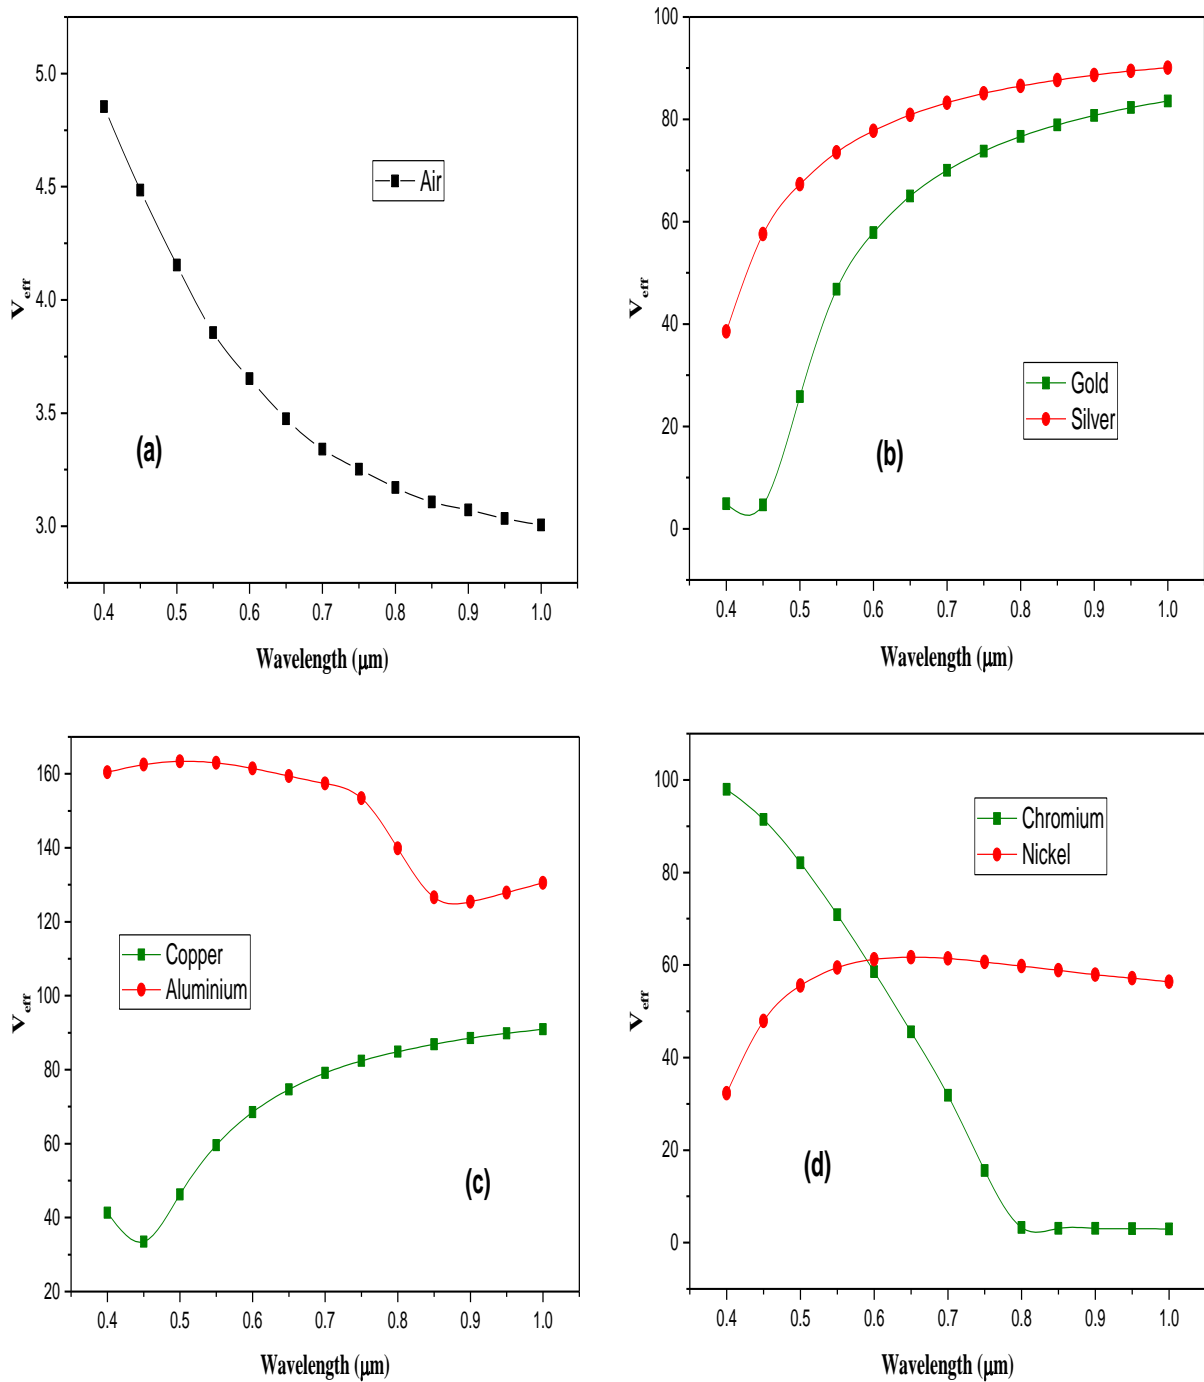 5.0
4.5
4.0
3.5
3.0
V_eff
Air
(a)
0.4 0.5 0.6 0.7 0.8 0.9 1.0
Wavelength (μm)
100
80
60
40
20
0
V_eff
Gold
Silver
(b)
0.4 0.5 0.6 0.7 0.8 0.9 1.0
Wavelength (μm)
160
140
120
100
80
60
40
20
V_eff
Copper
Aluminium
(c)
0.4 0.5 0.6 0.7 0.8 0.9 1.0
Wavelength (μm)
100
80
60
40
20
0
V_eff
Chromium
Nickel
(d)
0.4 0.5 0.6 0.7 0.8 0.9 1.0
Wavelength (μm)